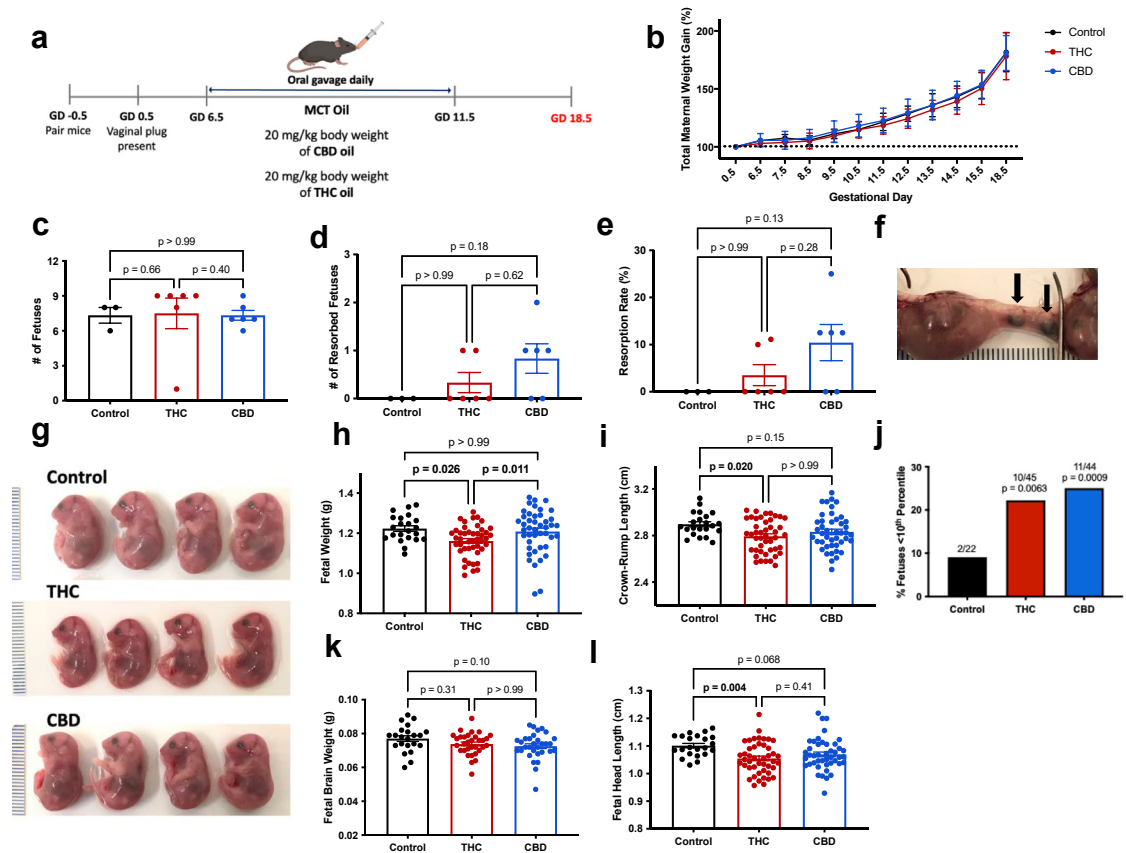 a
Oral gavage daily
GD -0.5
Pair mice
GD 0.5
Vaginal plug
present
GD 6.5
MCT Oil
20 mg/kg body weight
of CBD oil
20 mg/kg body weight
of THC oil
GD 11.5
GD 18.5
b
Total Maternal Weight Gain (%)
200
150
100
0.5
6.5
7.5
8.5
9.5
10.5
11.5
12.5
13.5
14.5
15.5
18.5
Gestational Day
Control
THC
CBD
c
p > 0.99
p = 0.66
p = 0.40
# of Fetuses
12
9
6
3
0
Control
THC
CBD
d
p = 0.18
p > 0.99
p = 0.62
# of Resorbed Fetuses
3
2
1
0
Control
THC
CBD
e
p = 0.13
p > 0.99
p = 0.28
Resorption Rate (%)
30
20
10
0
Control
THC
CBD
f
g
Control
THC
CBD
h
p > 0.99
p = 0.026
p = 0.011
Fetal Weight (g)
1.4
1.2
1.0
0.8
Control
THC
CBD
i
p = 0.15
p = 0.020
p > 0.99
Crown-Rump Length (cm)
3.2
2.8
2.4
Control
THC
CBD
j
% Fetuses <10th Percentile
30
20
10
0
2/22
10/45
p = 0.0063
11/44
p = 0.0009
Control
THC
CBD
k
p = 0.10
p = 0.31
p > 0.99
Fetal Brain Weight (g)
0.10
0.08
0.06
0.04
0.02
Control
THC
CBD
l
p = 0.068
p = 0.004
p = 0.41
Fetal Head Length (cm)
1.3
1.2
1.1
1.0
0.9
0.8
Control
THC
CBD